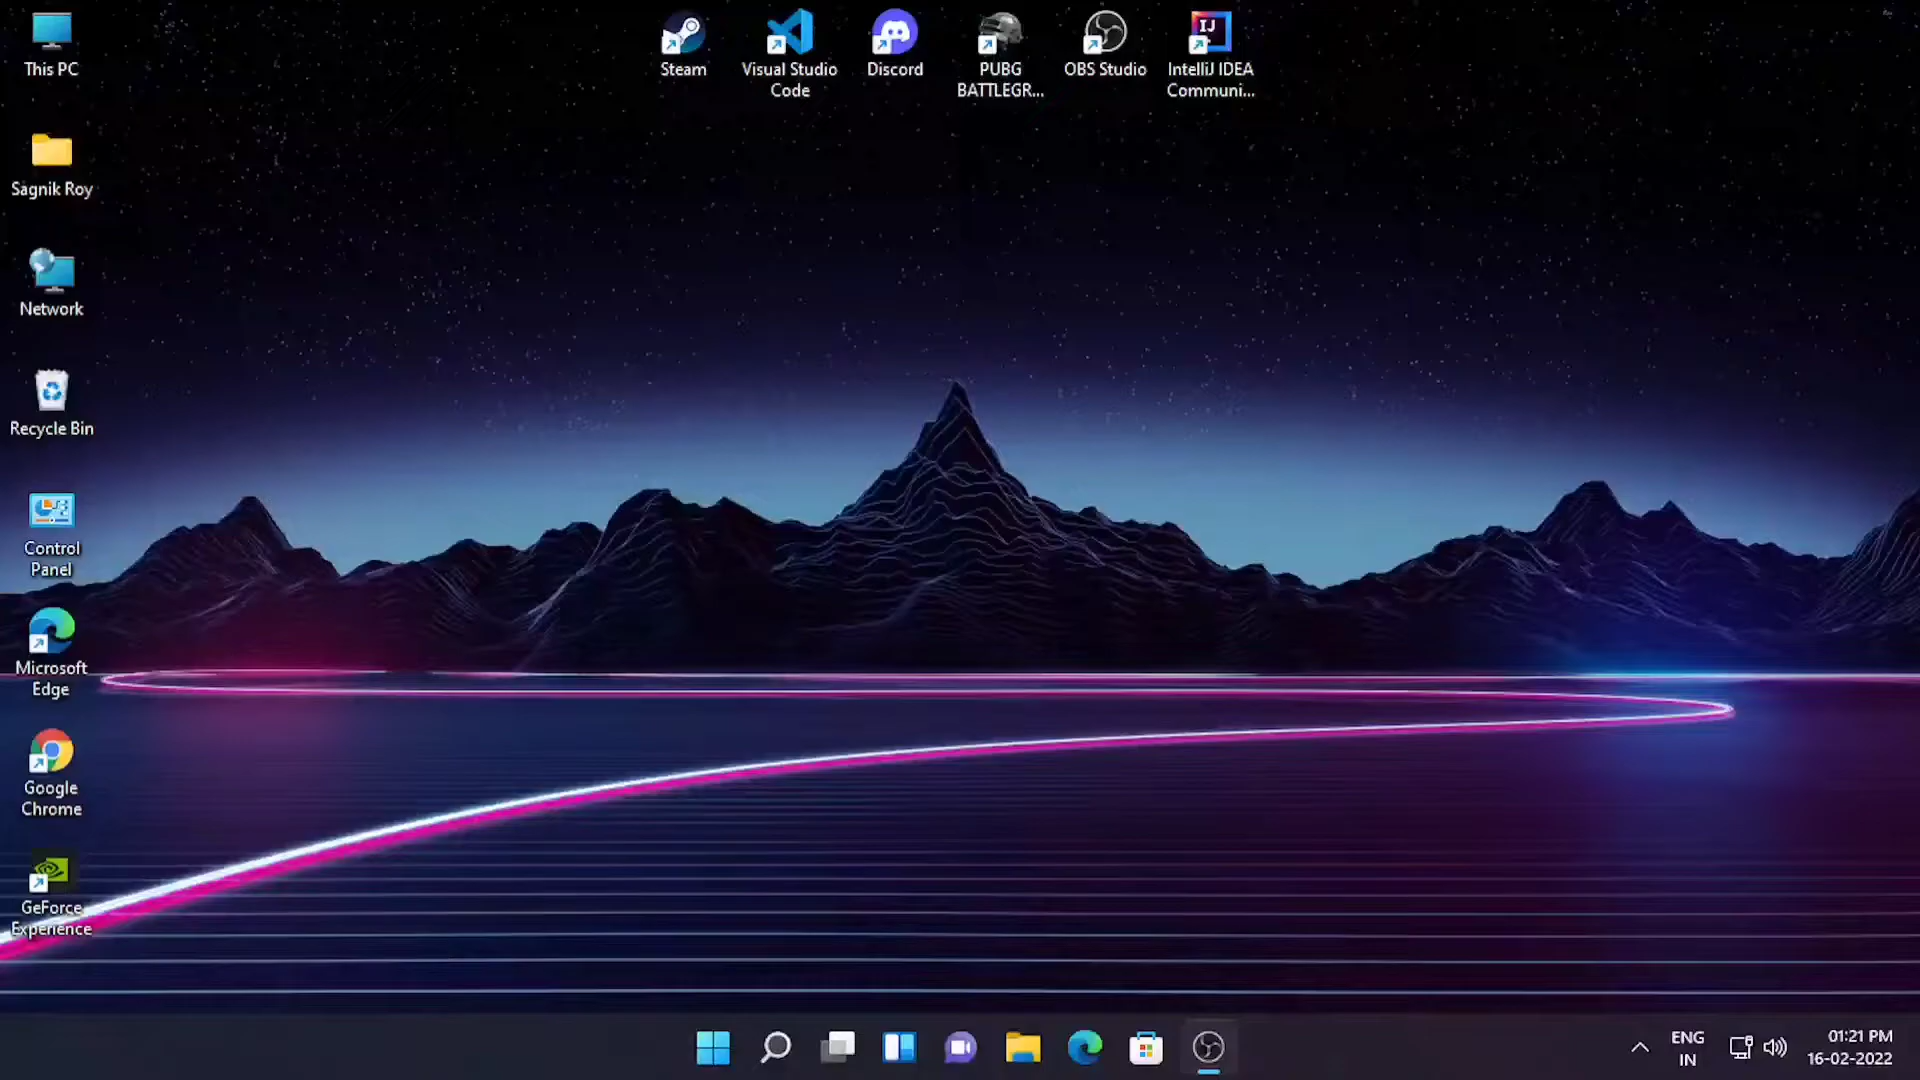 This PC
Sagnik Roy
Network
Recycle Bin
Control
Panel
Microsoft
Edge
Google
Chrome
GeForce
Experience
Steam
Visual Studio
Code
Discord
PUBG
BATTLEGR...
OBS Studio
IJ
IntelliJ IDEA
Communi...
ENG
IN
01:21 PM
16-02-2022